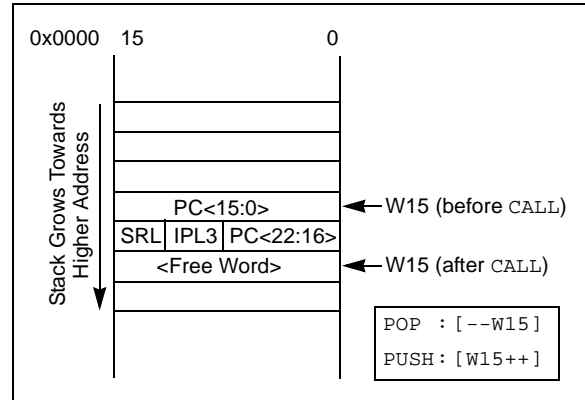 0x0000 15 0
Stack Grows Towards
Higher Address
PC<15:0>
W15 (before CALL)
SRL IPL3 PC<22:16>
<Free Word>
W15 (after CALL)
POP : [--W15]
PUSH: [W15++]